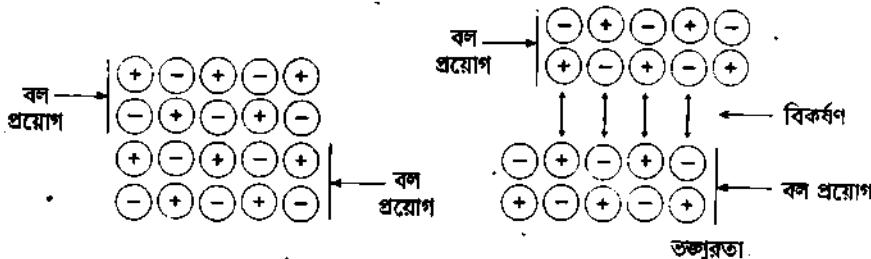 বল
প্রয়োগ
+ − + − +
− + − + −
+ − + − +
− + − + −
বল
প্রয়োগ
বল
প্রয়োগ
− + − + −
+ − + − +
বিকর্ষণ
− + − + −
+ − + − +
বল প্রয়োগ
ভঙ্গুরতা